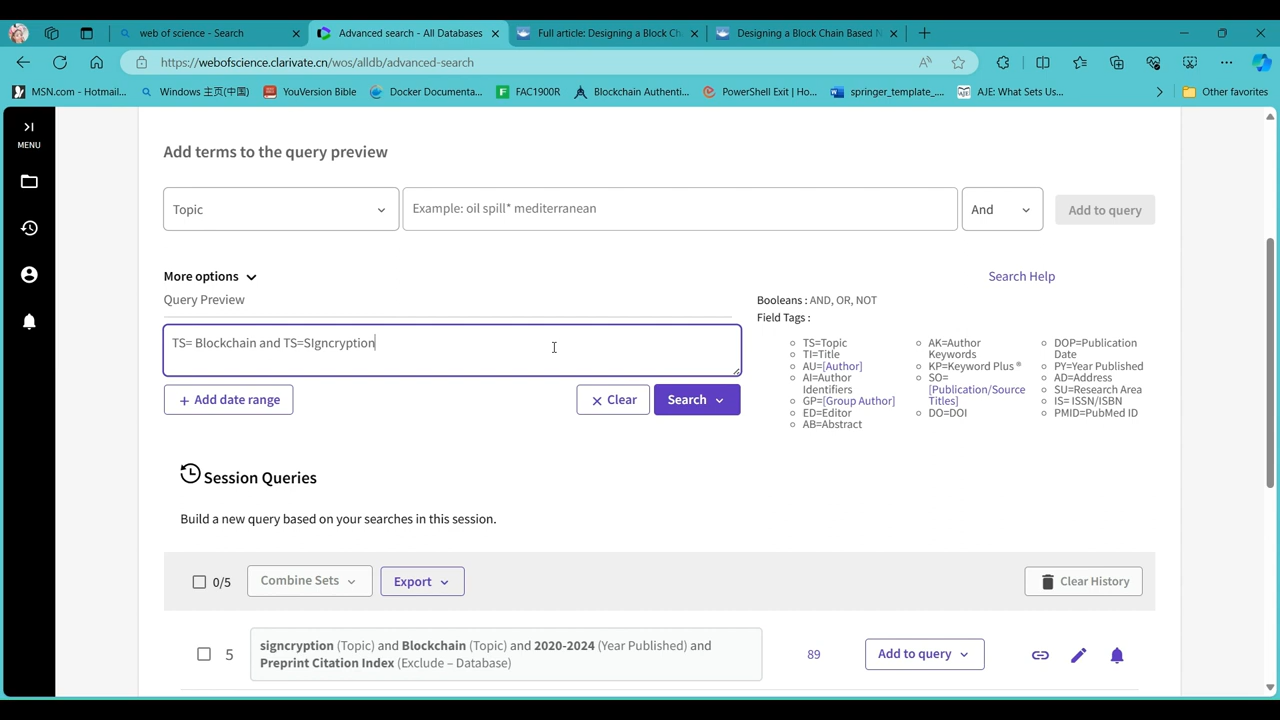 web of science - Search
Advanced search - All Databases
Full article: Designing a Block Ch
Designing a Block Chain Based N
https://webofscience.clarivate.cn/wos/alldb/advanced-search
MSN.com - Hotmail...
Windows 主页(中国)
YouVersion Bible
Docker Documenta...
FAC1900R
Blockchain Authenti...
PowerShell Exit | Ho...
springer_template_...
AJE: What Sets Us...
Other favorites
MENU
Add terms to the query preview
Topic
Example: oil spill* mediterranean
And
Add to query
More options
Search Help
Query Preview
Booleans : AND, OR, NOT
Field Tags :
TS= Blockchain and TS=SIgncryption
TS=Topic
TI=Title
AU=[Author]
AI=Author
Identifiers
GP=[Group Author]
ED=Editor
AB=Abstract
AK=Author
Keywords
KP=Keyword Plus ®
SO=
[Publication/Source
Titles]
DO=DOI
DOP=Publication
Date
PY=Year Published
AD=Address
SU=Research Area
IS= ISSN/ISBN
PMID=PubMed ID
+ Add date range
× Clear
Search
Session Queries
Build a new query based on your searches in this session.
0/5
Combine Sets
Export
Clear History
5
signcryption (Topic) and Blockchain (Topic) and 2020-2024 (Year Published) and
Preprint Citation Index (Exclude – Database)
89
Add to query